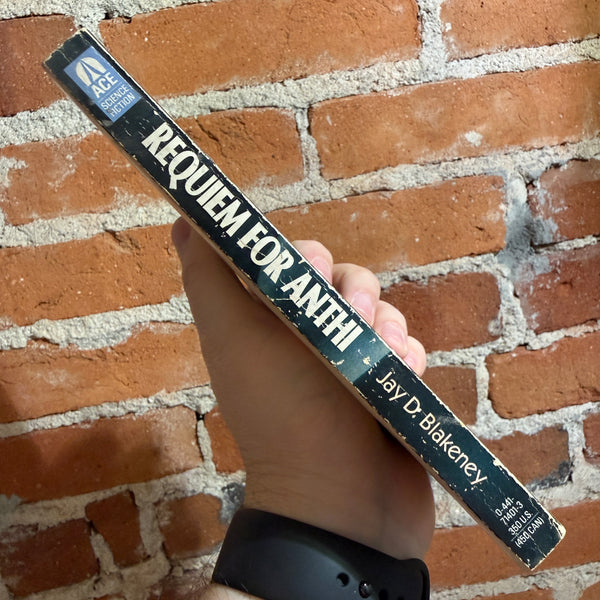 ACE
SCIENCE
FICTION
REQUIEM FOR ANTHI
Jay D. Blakeney
0-441-
71401-3
350 U.S.
(450 CAN)